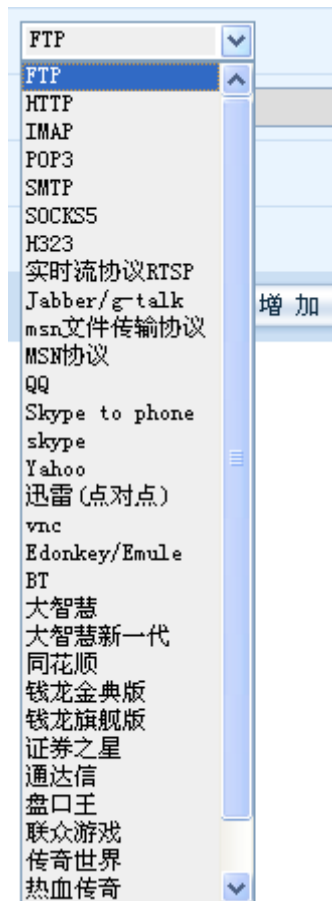 FTP
FTP
HTTP
IMAP
POP3
SMTP
SOCKS5
H323
实时流协议RTSP
Jabber/g-talk
增 加
msn文件传输协议
MSN协议
QQ
Skype to phone
skype
Yahoo
迅雷(点对点)
vnc
Edonkey/Emule
BT
大智慧
大智慧新一代
同花顺
钱龙金典版
钱龙旗舰版
证券之星
通达信
盘口王
联众游戏
传奇世界
热血传奇